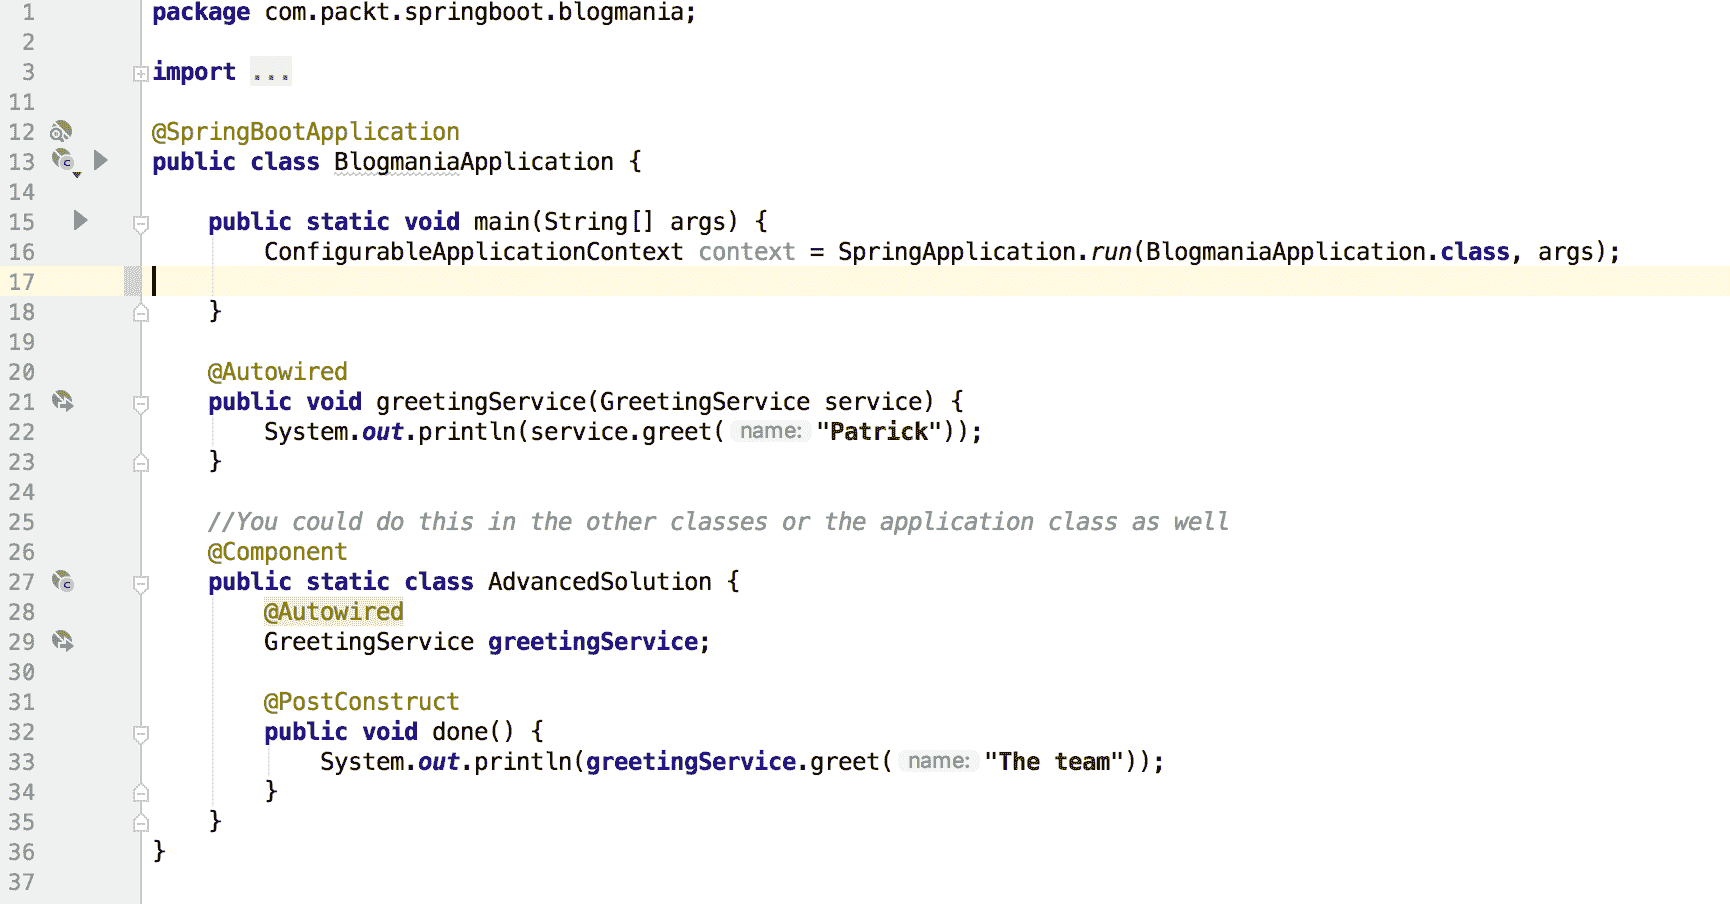 1 package com.packt.springboot.blogmania;
2
3 import ...
11
12 @SpringBootApplication
13 public class BlogmaniaApplication {
14
15     public static void main(String[] args) {
16         ConfigurableApplicationContext context = SpringApplication.run(BlogmaniaApplication.class, args);
17
18     }
19
20     @Autowired
21     public void greetingService(GreetingService service) {
22         System.out.println(service.greet( name: "Patrick"));
23     }
24
25     //You could do this in the other classes or the application class as well
26     @Component
27     public static class AdvancedSolution {
28         @Autowired
29         GreetingService greetingService;
30
31         @PostConstruct
32         public void done() {
33             System.out.println(greetingService.greet( name: "The team"));
34         }
35     }
36 }
37